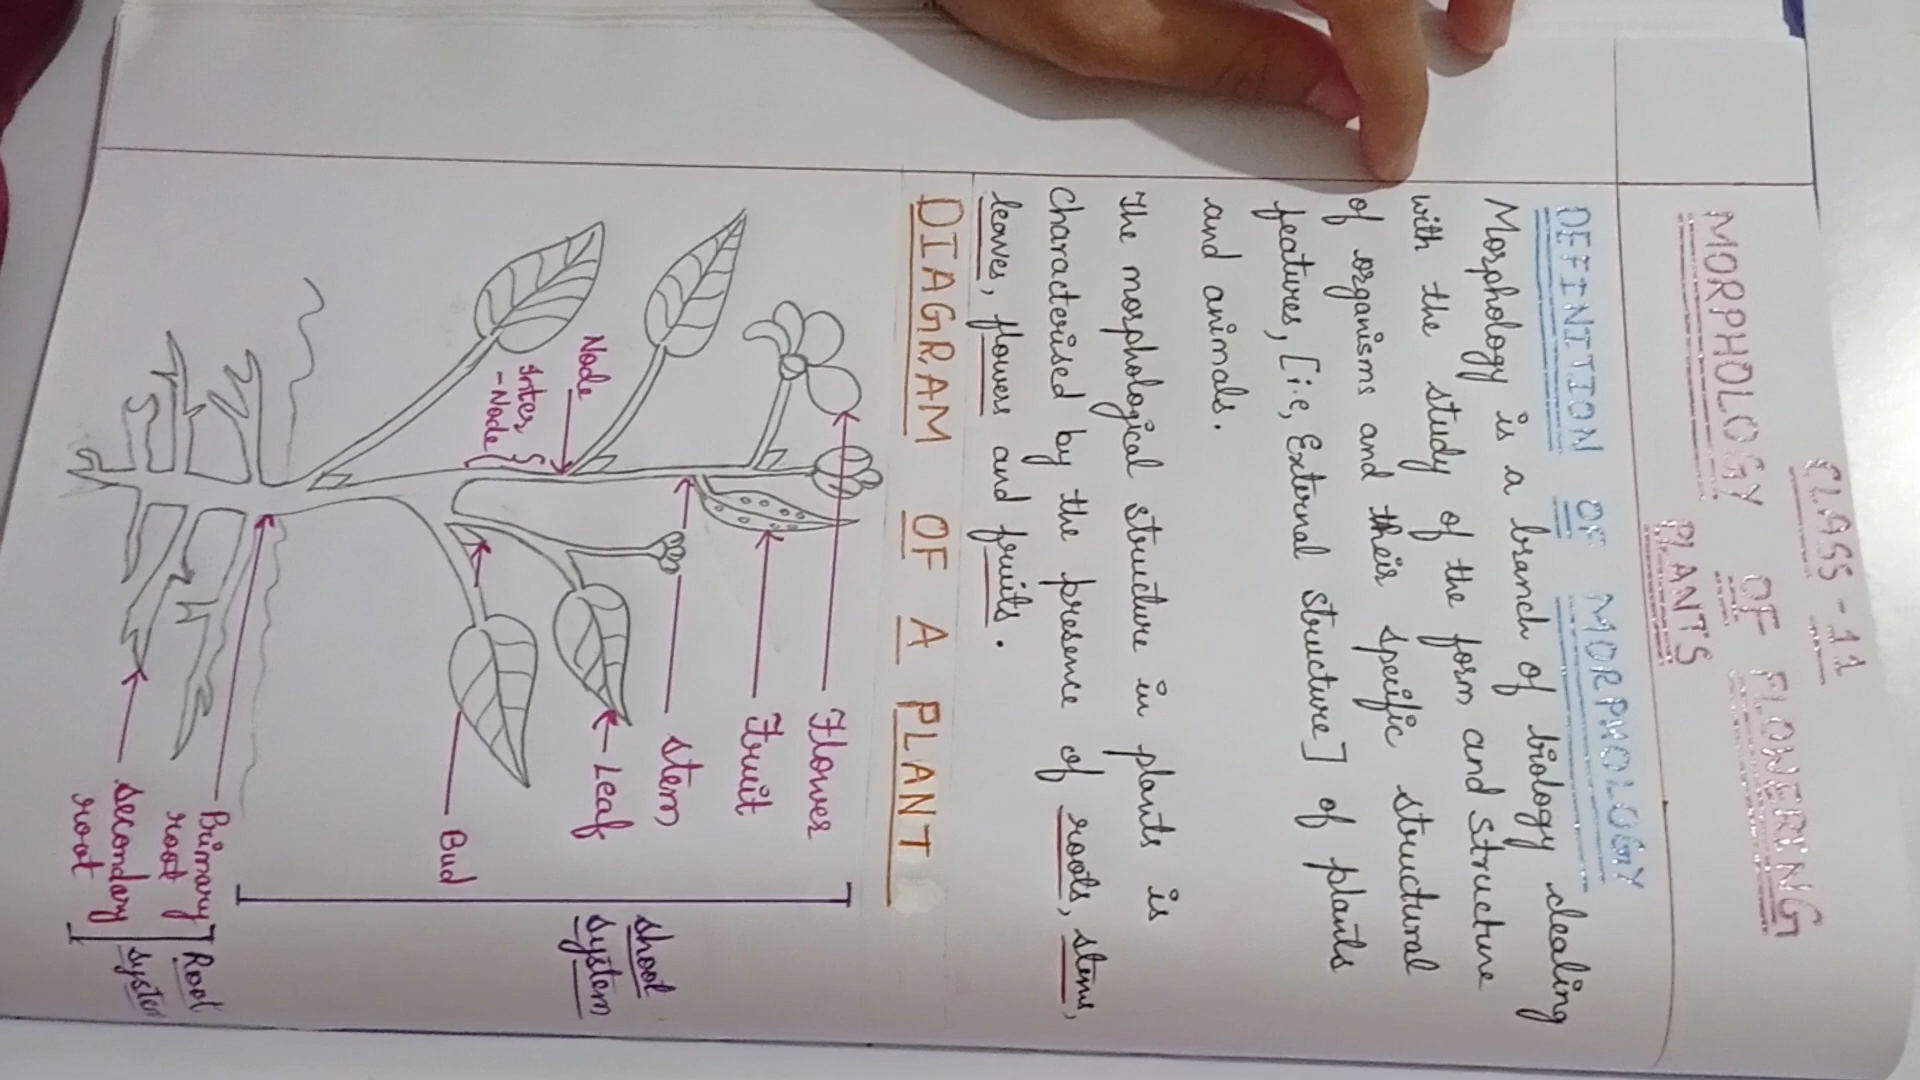 CLASS-11
MORPHOLOGY OF FLOWERING
PLANTS
DEFINITION OF MORPHOLOGY
Morphology is a branch of biology dealing
with the study of the form and structure
of organisms and their specific structural
features, [i.e, External structure] of plants
and animals.
The morphological structure in plants is
characterised by the presence of roots, stems,
leaves, flowers and fruits.
DIAGRAM OF A PLANT
Flower
Fruit
stem
Leaf
Node
Inter
-Node
Bud
shoot
system
Primary
root
secondary
root
Root
system